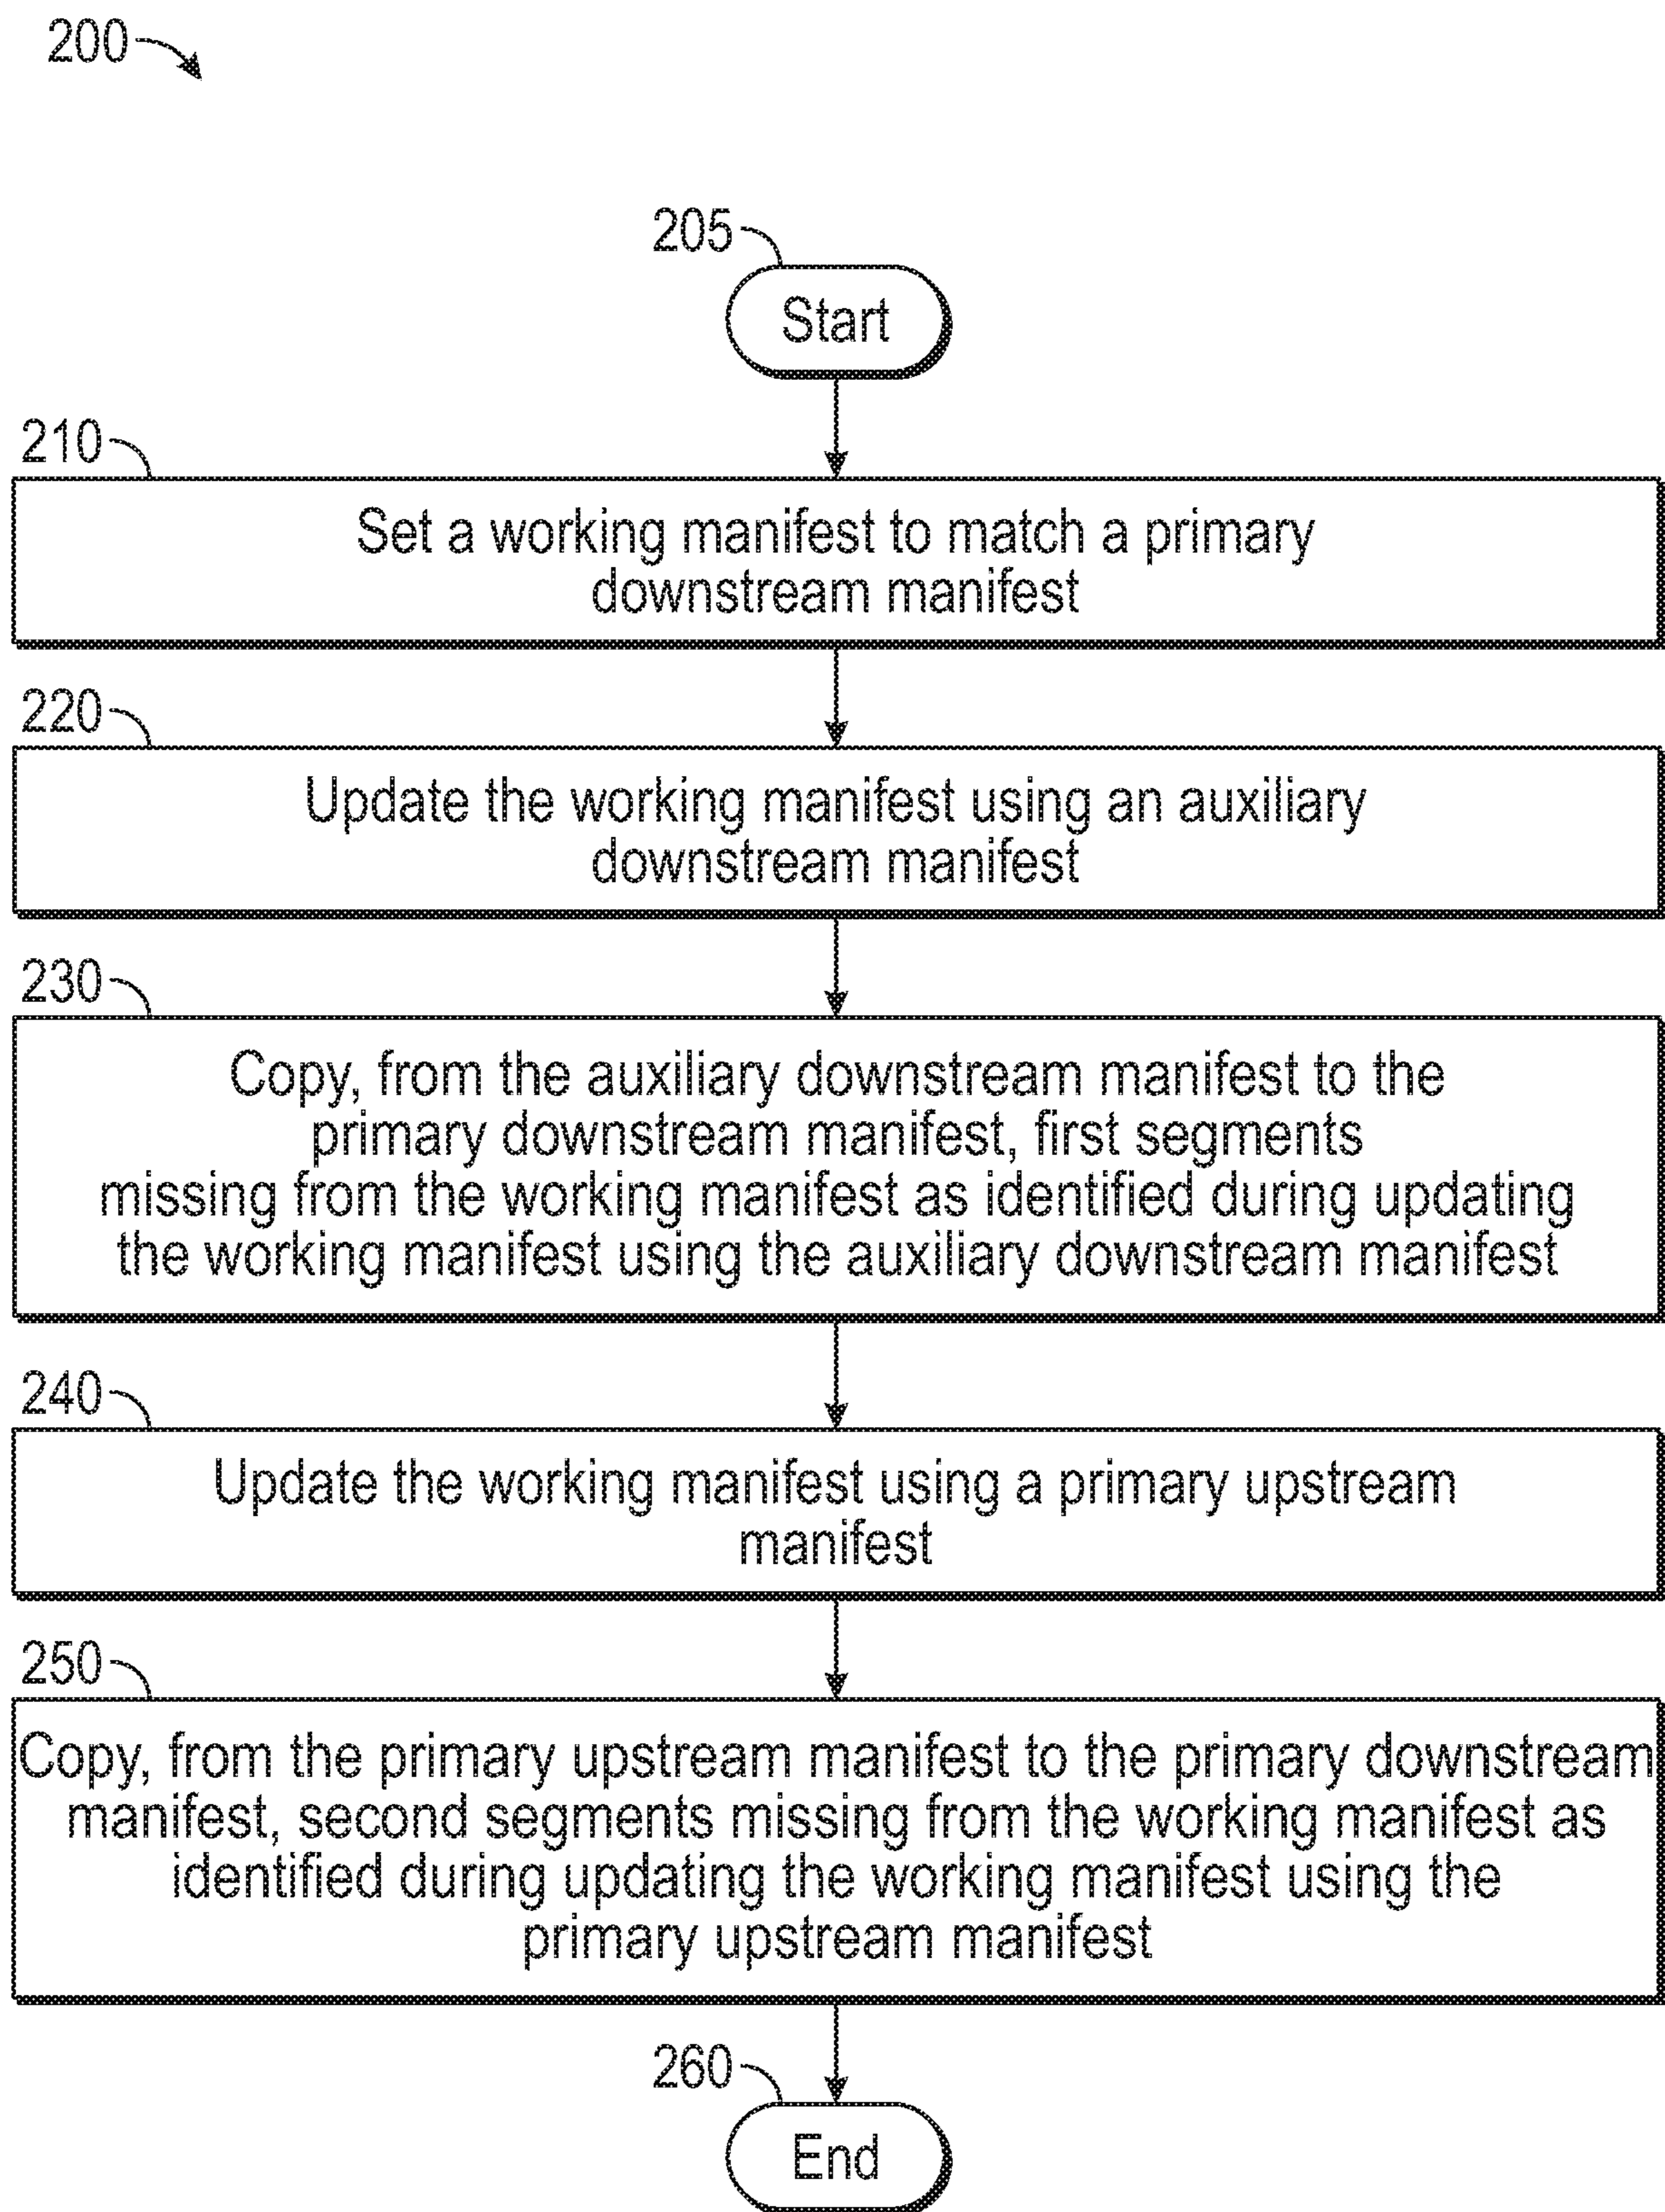 200
205
Start
210
Set a working manifest to match a primary
downstream manifest
220
Update the working manifest using an auxiliary
downstream manifest
230
Copy, from the auxiliary downstream manifest to the
primary downstream manifest, first segments
missing from the working manifest as identified during updating
the working manifest using the auxiliary downstream manifest
240
Update the working manifest using a primary upstream
manifest
250
Copy, from the primary upstream manifest to the primary downstream
manifest, second segments missing from the working manifest as
identified during updating the working manifest using the
primary upstream manifest
260
End